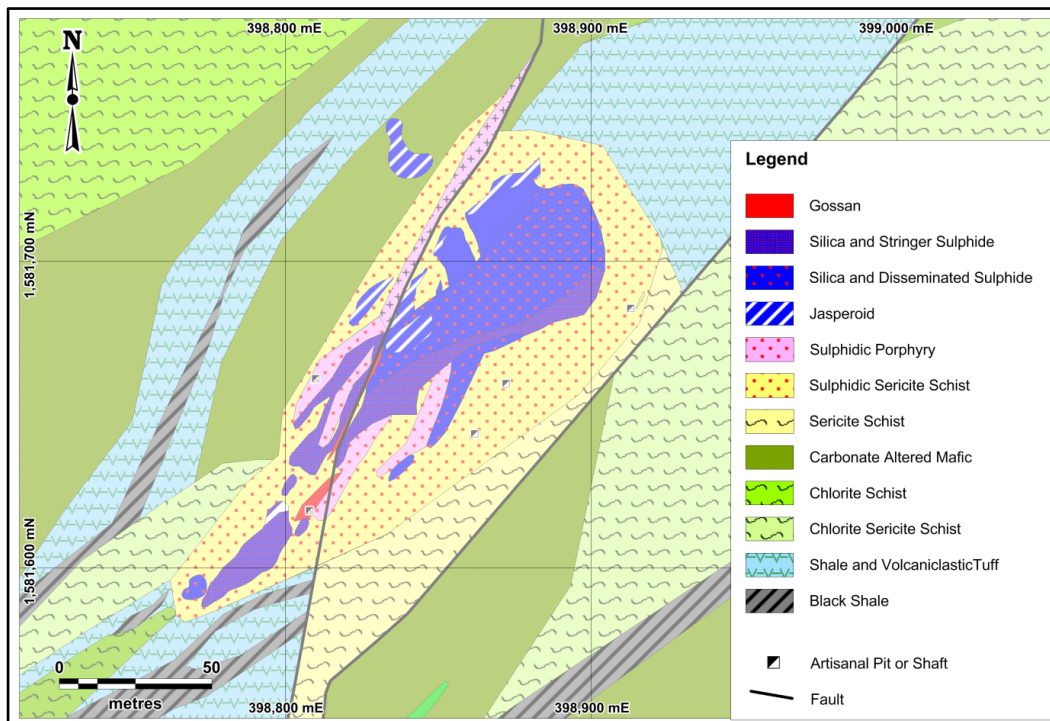 398,800 mE
398,900 mE
399,000 mE
N
1,581,700 mN
1,581,600 mN
Legend
Gossan
Silica and Stringer Sulphide
Silica and Disseminated Sulphide
Jasperoid
Sulphidic Porphyry
Sulphidic Sericite Schist
Sericite Schist
Carbonate Altered Mafic
Chlorite Schist
Chlorite Sericite Schist
Shale and VolcaniclasticTuff
Black Shale
Artisanal Pit or Shaft
Fault
0 50
metres
398,800 mE
398,900 mE